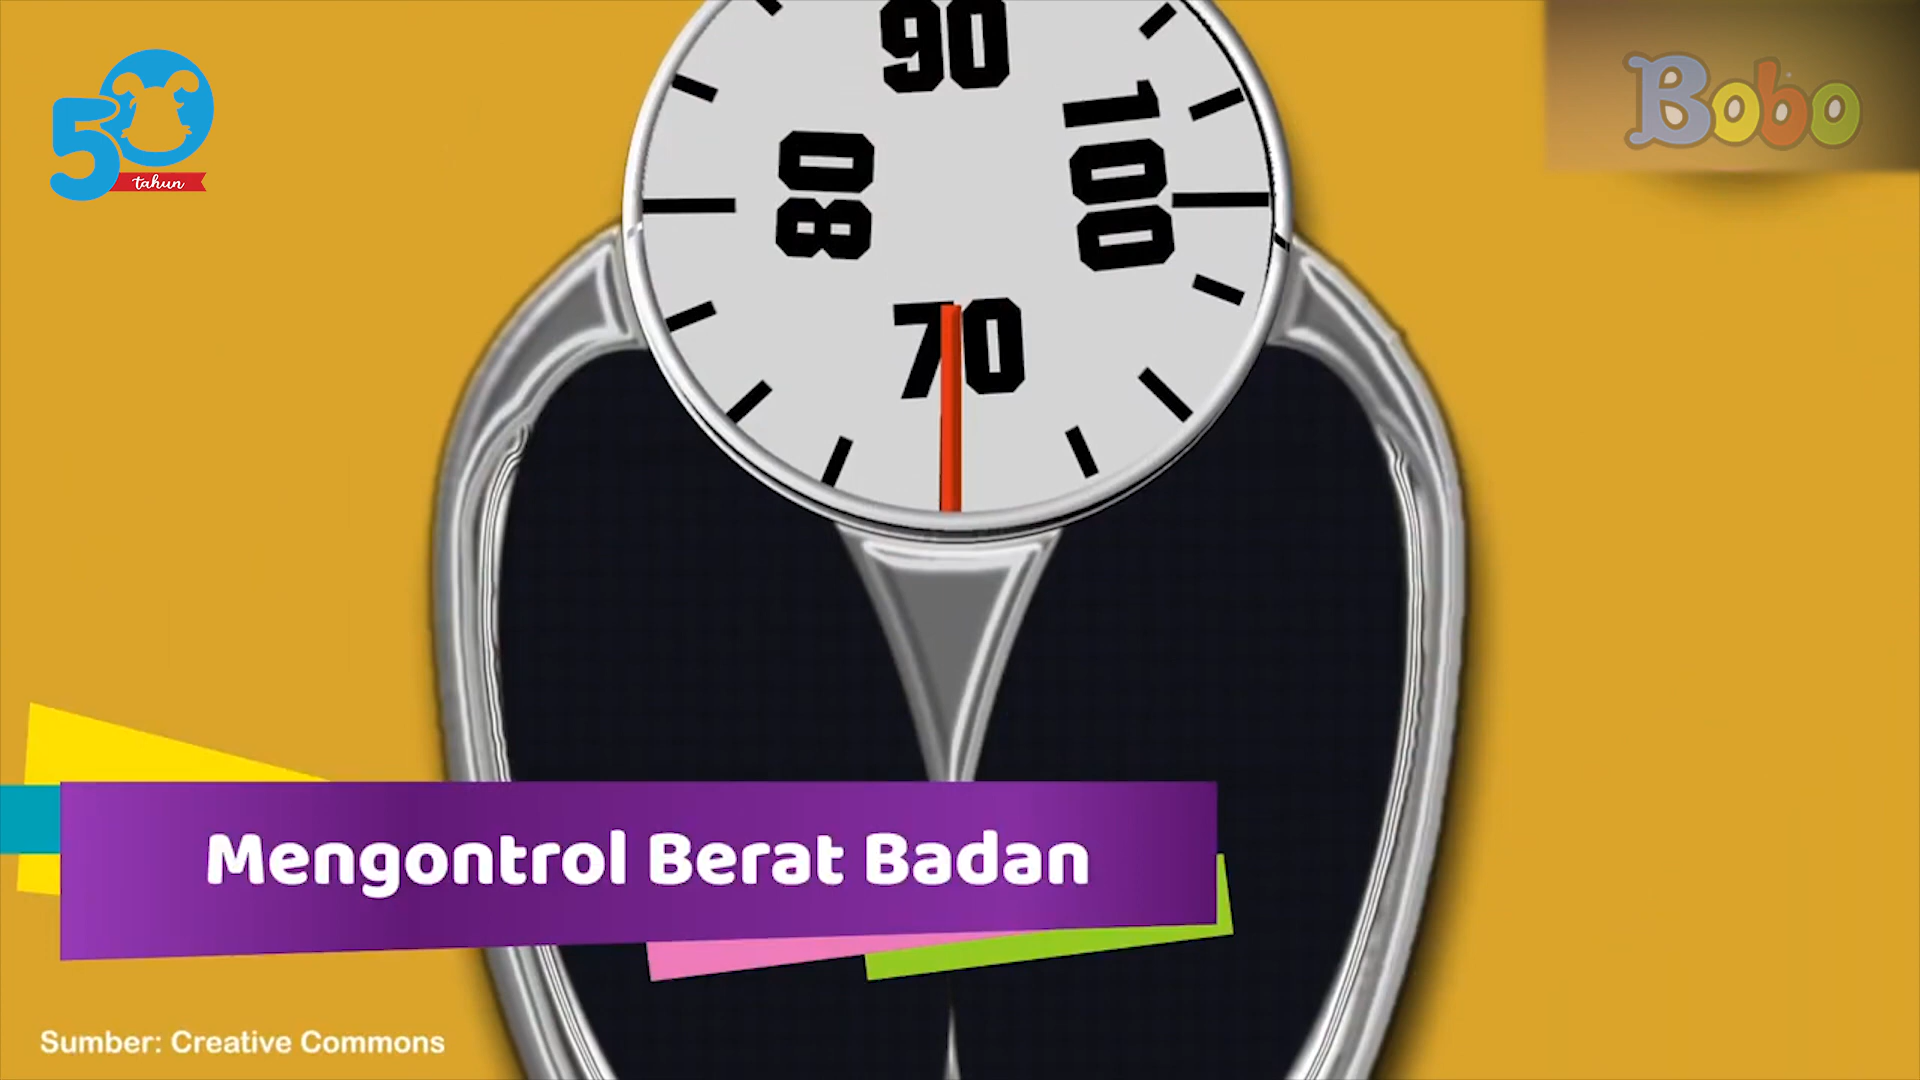 50
tahun
Bobo
90
100
80
70
Mengontrol Berat Badan
Sumber: Creative Commons